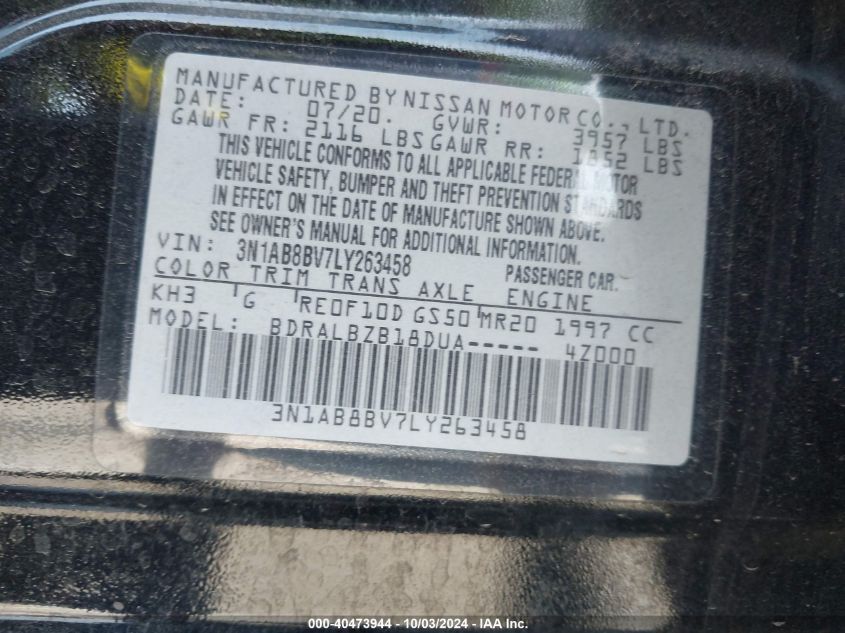 MANUFACTURED BY NISSAN MOTOR CO., LTD.
DATE: 07/20. GVWR: 3957 LBS
GAWR FR: 2116 LBS GAWR RR: 1852 LBS
THIS VEHICLE CONFORMS TO ALL APPLICABLE FEDERAL MOTOR
VEHICLE SAFETY, BUMPER AND THEFT PREVENTION STANDARDS
IN EFFECT ON THE DATE OF MANUFACTURE SHOWN ABOVE.
SEE OWNER'S MANUAL FOR ADDITIONAL INFORMATION.
VIN: 3N1AB8BV7LY263458 PASSENGER CAR.
COLOR TRIM TRANS AXLE ENGINE
KH3 G RE0F10D GS50 MR20 1997 CC
MODEL: BDRALBZB18DUA----- 4Z000
3N1AB8BV7LY263458
000-40473944 - 10/03/2024 - IAA Inc.